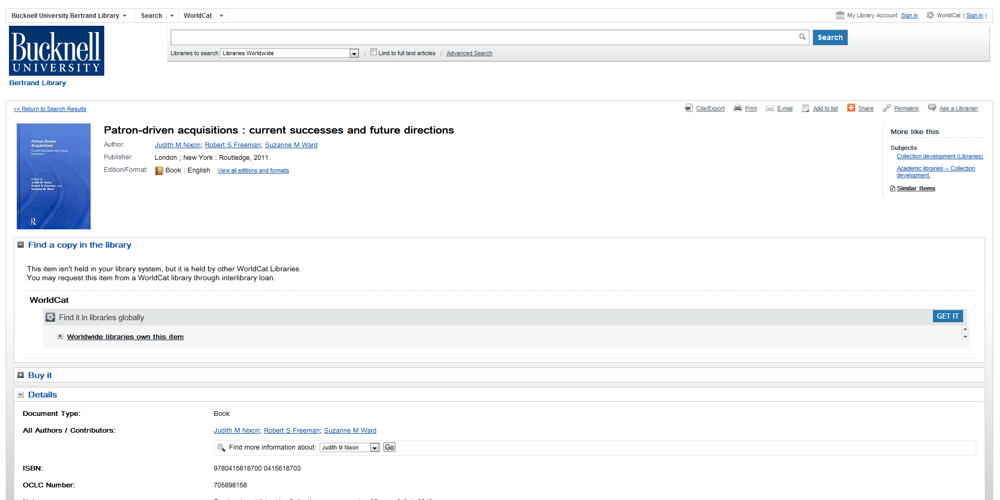 Bucknell University Bertrand Library Search WorldCat My Library Account Sign in WorldCat ( Sign in )
Bucknell
UNIVERSITY
Bertrand Library
Search
Libraries to search Libraries Worldwide | Limit to full text articles | Advanced Search
<< Return to Search Results
Cite/Export Print E-mail Add to list Share Permalink Ask a Librarian
Patron-Driven
Acquisitions
Current Successes and Future
Directions
Edited by
Judith M. Nixon,
Robert S. Freeman, and
Suzanne M. Ward
R
Patron-driven acquisitions : current successes and future directions
Author: Judith M Nixon; Robert S Freeman; Suzanne M Ward
Publisher: London ; New York : Routledge, 2011.
Edition/Format: Book : English View all editions and formats
More like this
Subjects
Collection development (Libraries)
Academic libraries -- Collection
development.
Similar Items
Find a copy in the library
This item isn't held in your library system, but it is held by other WorldCat Libraries.
You may request this item from a WorldCat library through interlibrary loan.
WorldCat
Find it in libraries globally GET IT
Worldwide libraries own this item
Buy it
Details
Document Type: Book
All Authors / Contributors: Judith M Nixon; Robert S Freeman; Suzanne M Ward
Find more information about: Judith M Nixon Go
ISBN: 9780415618700 0415618703
OCLC Number: 705898158